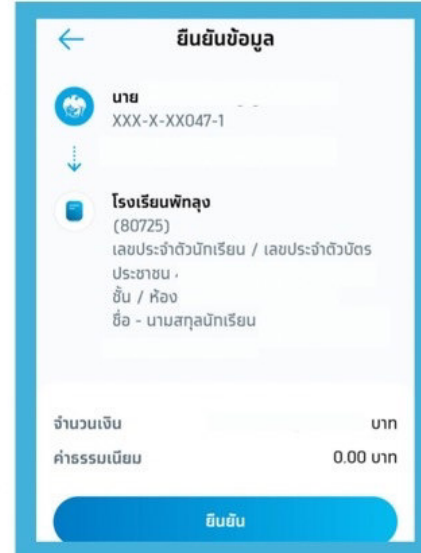 ยืนยันข้อมูล
นาย
XXX-X-XX047-1
โรงเรียนพัทลุง
(80725)
เลขประจำตัวนักเรียน / เลขประจำตัวบัตร
ประชาชน
ชั้น / ห้อง
ชื่อ - นามสกุลนักเรียน
จำนวนเงิน บาท
ค่าธรรมเนียม 0.00 บาท
ยืนยัน